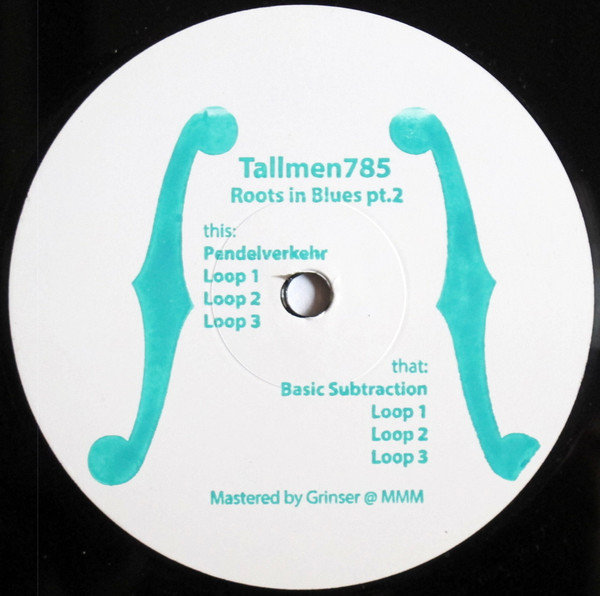 Tallmen785
Roots in Blues pt.2
this:
Pendelverkehr
Loop 1
Loop 2
Loop 3
that:
Basic Subtraction
Loop 1
Loop 2
Loop 3
Mastered by Grinser @ MMM